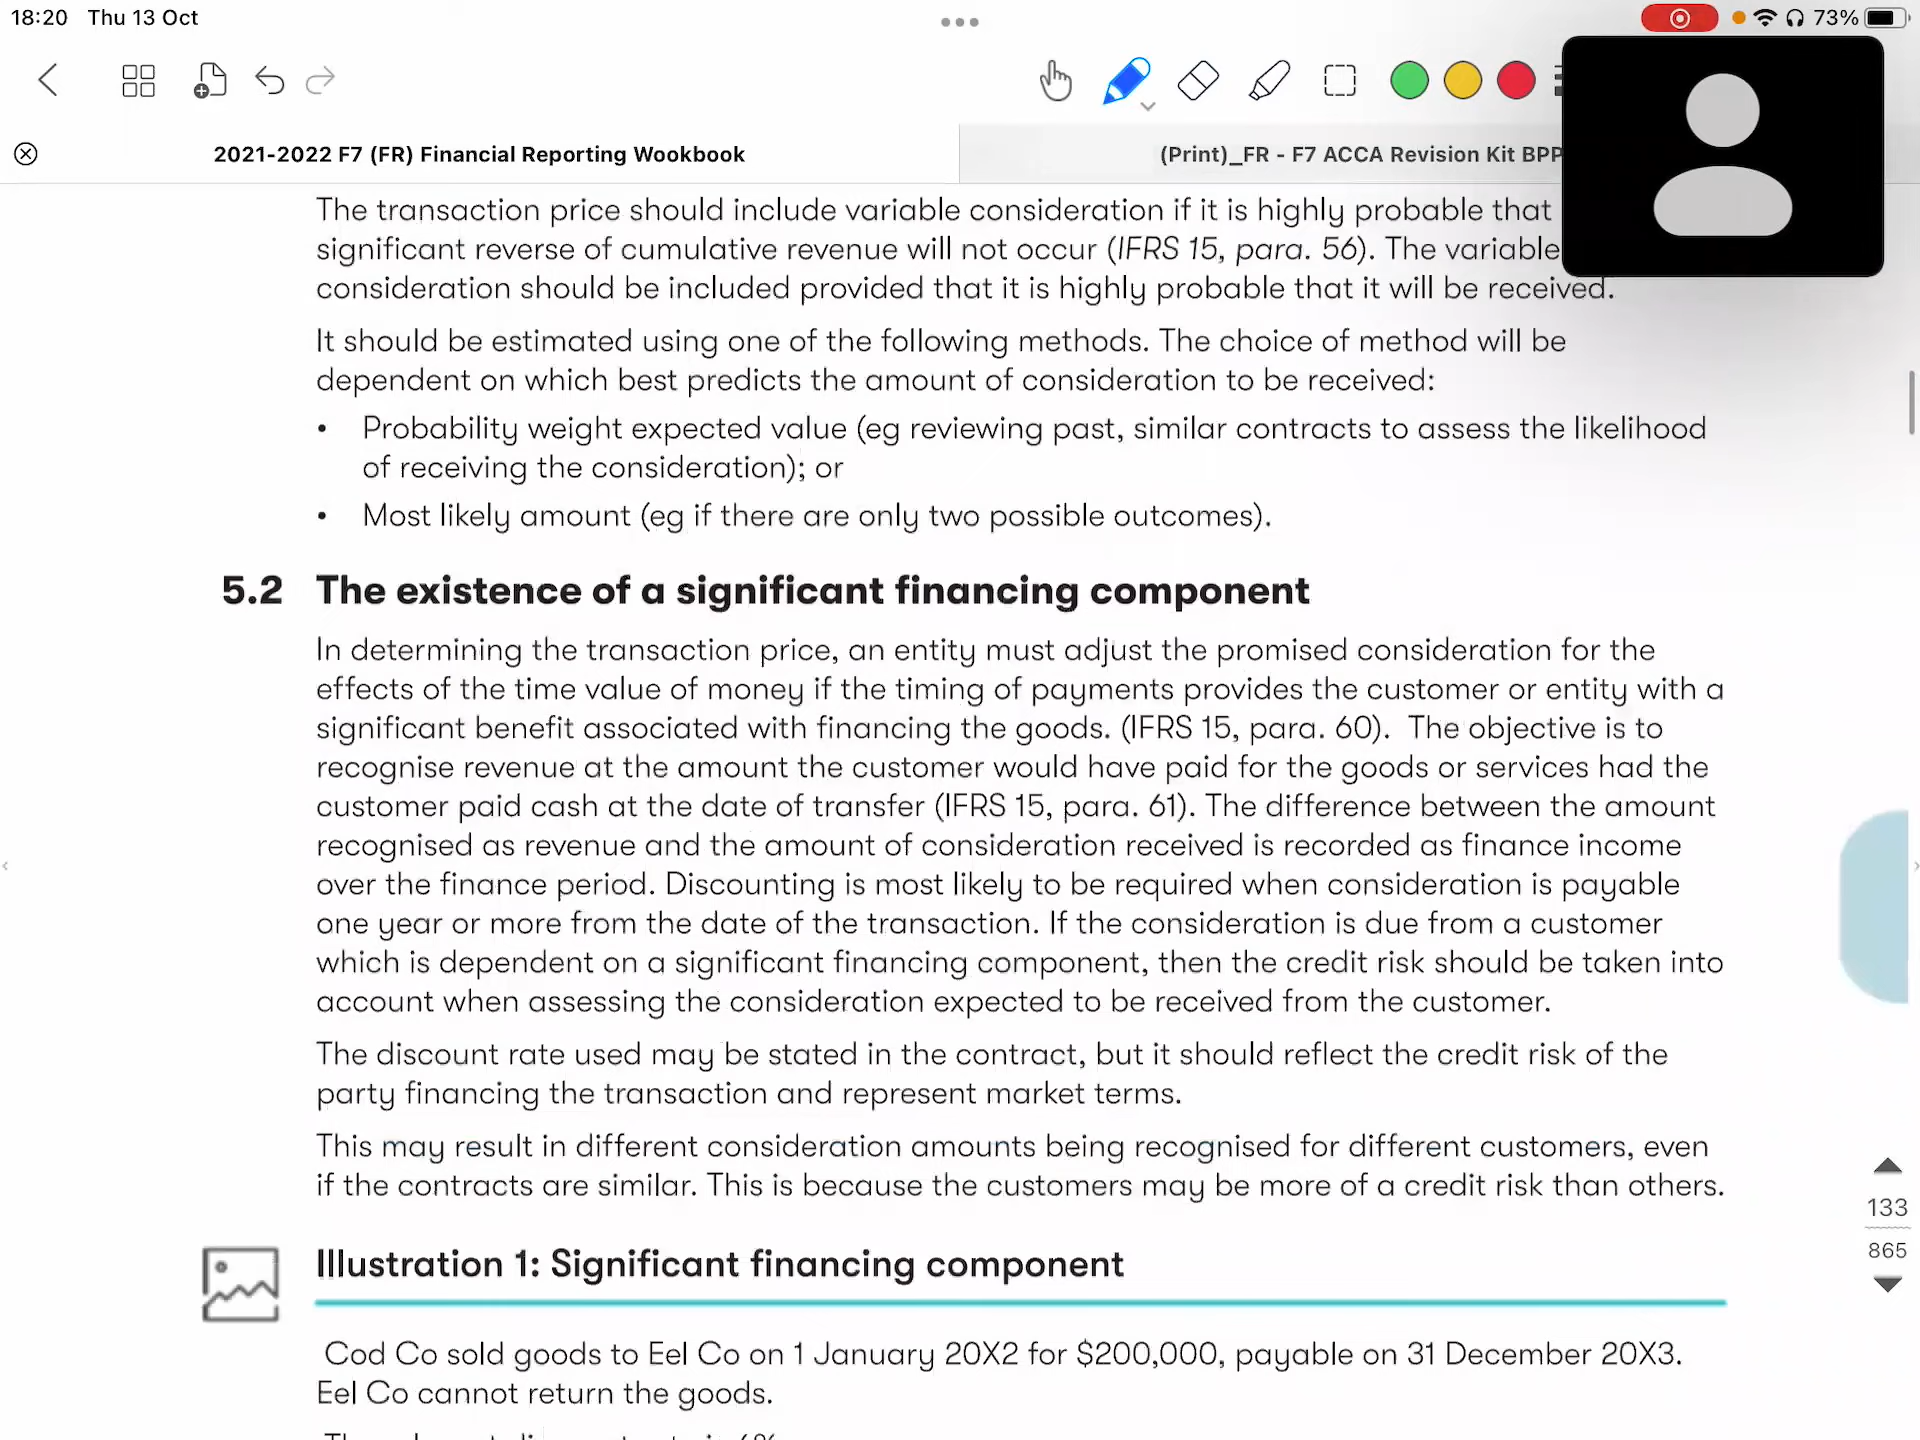 18:20 Thu 13 Oct
73%
2021-2022 F7 (FR) Financial Reporting Wookbook
(Print)_FR - F7 ACCA Revision Kit BPP
The transaction price should include variable consideration if it is highly probable that
significant reverse of cumulative revenue will not occur (IFRS 15, para. 56). The variable
consideration should be included provided that it is highly probable that it will be received.
It should be estimated using one of the following methods. The choice of method will be
dependent on which best predicts the amount of consideration to be received:
• Probability weight expected value (eg reviewing past, similar contracts to assess the likelihood
of receiving the consideration); or
• Most likely amount (eg if there are only two possible outcomes).
5.2 The existence of a significant financing component
In determining the transaction price, an entity must adjust the promised consideration for the
effects of the time value of money if the timing of payments provides the customer or entity with a
significant benefit associated with financing the goods. (IFRS 15, para. 60). The objective is to
recognise revenue at the amount the customer would have paid for the goods or services had the
customer paid cash at the date of transfer (IFRS 15, para. 61). The difference between the amount
recognised as revenue and the amount of consideration received is recorded as finance income
over the finance period. Discounting is most likely to be required when consideration is payable
one year or more from the date of the transaction. If the consideration is due from a customer
which is dependent on a significant financing component, then the credit risk should be taken into
account when assessing the consideration expected to be received from the customer.
The discount rate used may be stated in the contract, but it should reflect the credit risk of the
party financing the transaction and represent market terms.
This may result in different consideration amounts being recognised for different customers, even
if the contracts are similar. This is because the customers may be more of a credit risk than others.
133
865
Illustration 1: Significant financing component
Cod Co sold goods to Eel Co on 1 January 20X2 for $200,000, payable on 31 December 20X3.
Eel Co cannot return the goods.